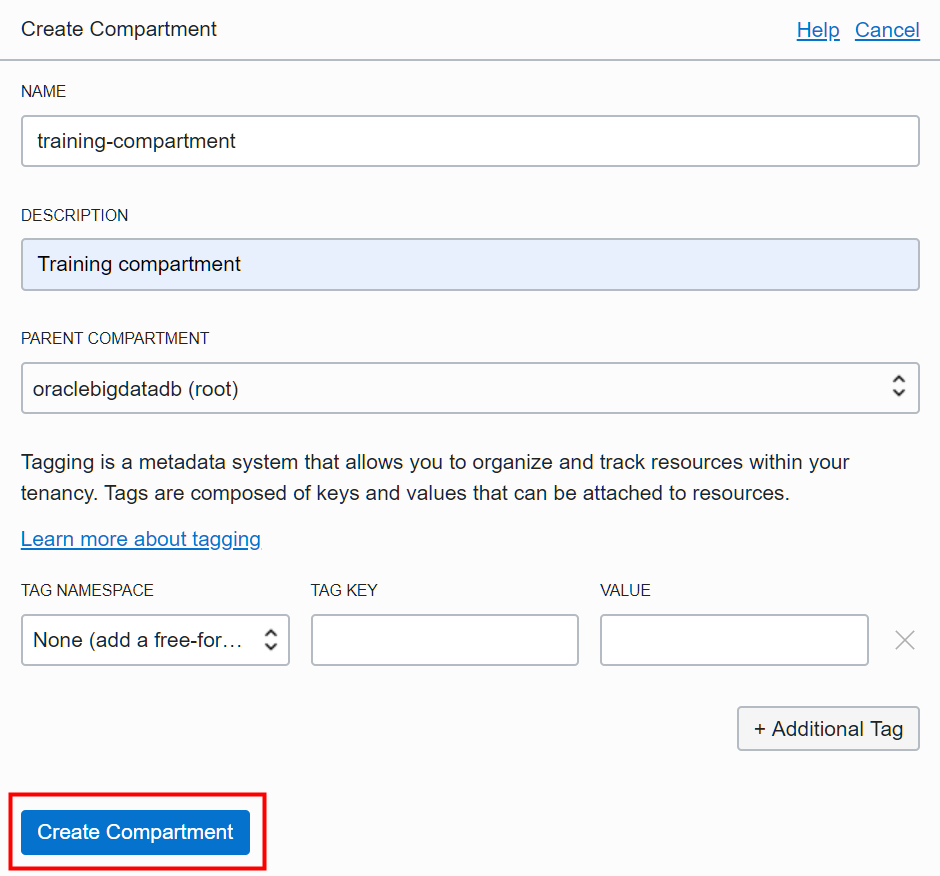 Create Compartment
Help Cancel
NAME
training-compartment
DESCRIPTION
Training compartment
PARENT COMPARTMENT
oraclebigdatadb (root)
Tagging is a metadata system that allows you to organize and track resources within your
tenancy. Tags are composed of keys and values that can be attached to resources.
Learn more about tagging
TAG NAMESPACE TAG KEY VALUE
None (add a free-for...
+ Additional Tag
Create Compartment